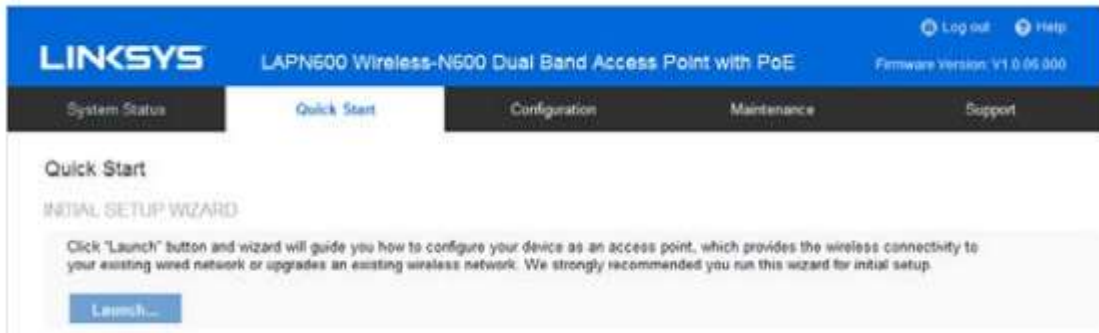 Log out Help
LINKSYS LAPN600 Wireless-N600 Dual Band Access Point with PoE Firmware Version: V1.0.05.000
System Status Quick Start Configuration Maintenance Support
Quick Start
INITIAL SETUP WIZARD
Click "Launch" button and wizard will guide you how to configure your device as an access point, which provides the wireless connectivity to
your existing wired network or upgrades an existing wireless network. We strongly recommended you run this wizard for initial setup.
Launch...